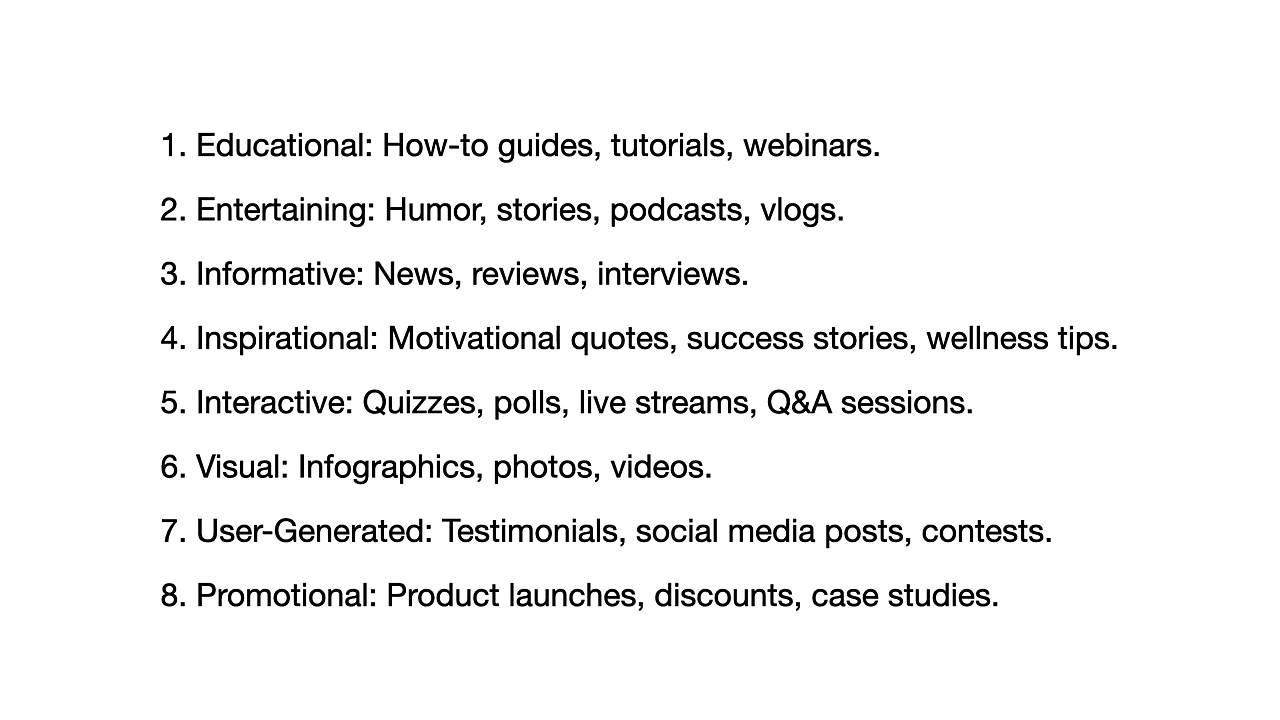 1. Educational: How-to guides, tutorials, webinars.
2. Entertaining: Humor, stories, podcasts, vlogs.
3. Informative: News, reviews, interviews.
4. Inspirational: Motivational quotes, success stories, wellness tips.
5. Interactive: Quizzes, polls, live streams, Q&A sessions.
6. Visual: Infographics, photos, videos.
7. User-Generated: Testimonials, social media posts, contests.
8. Promotional: Product launches, discounts, case studies.